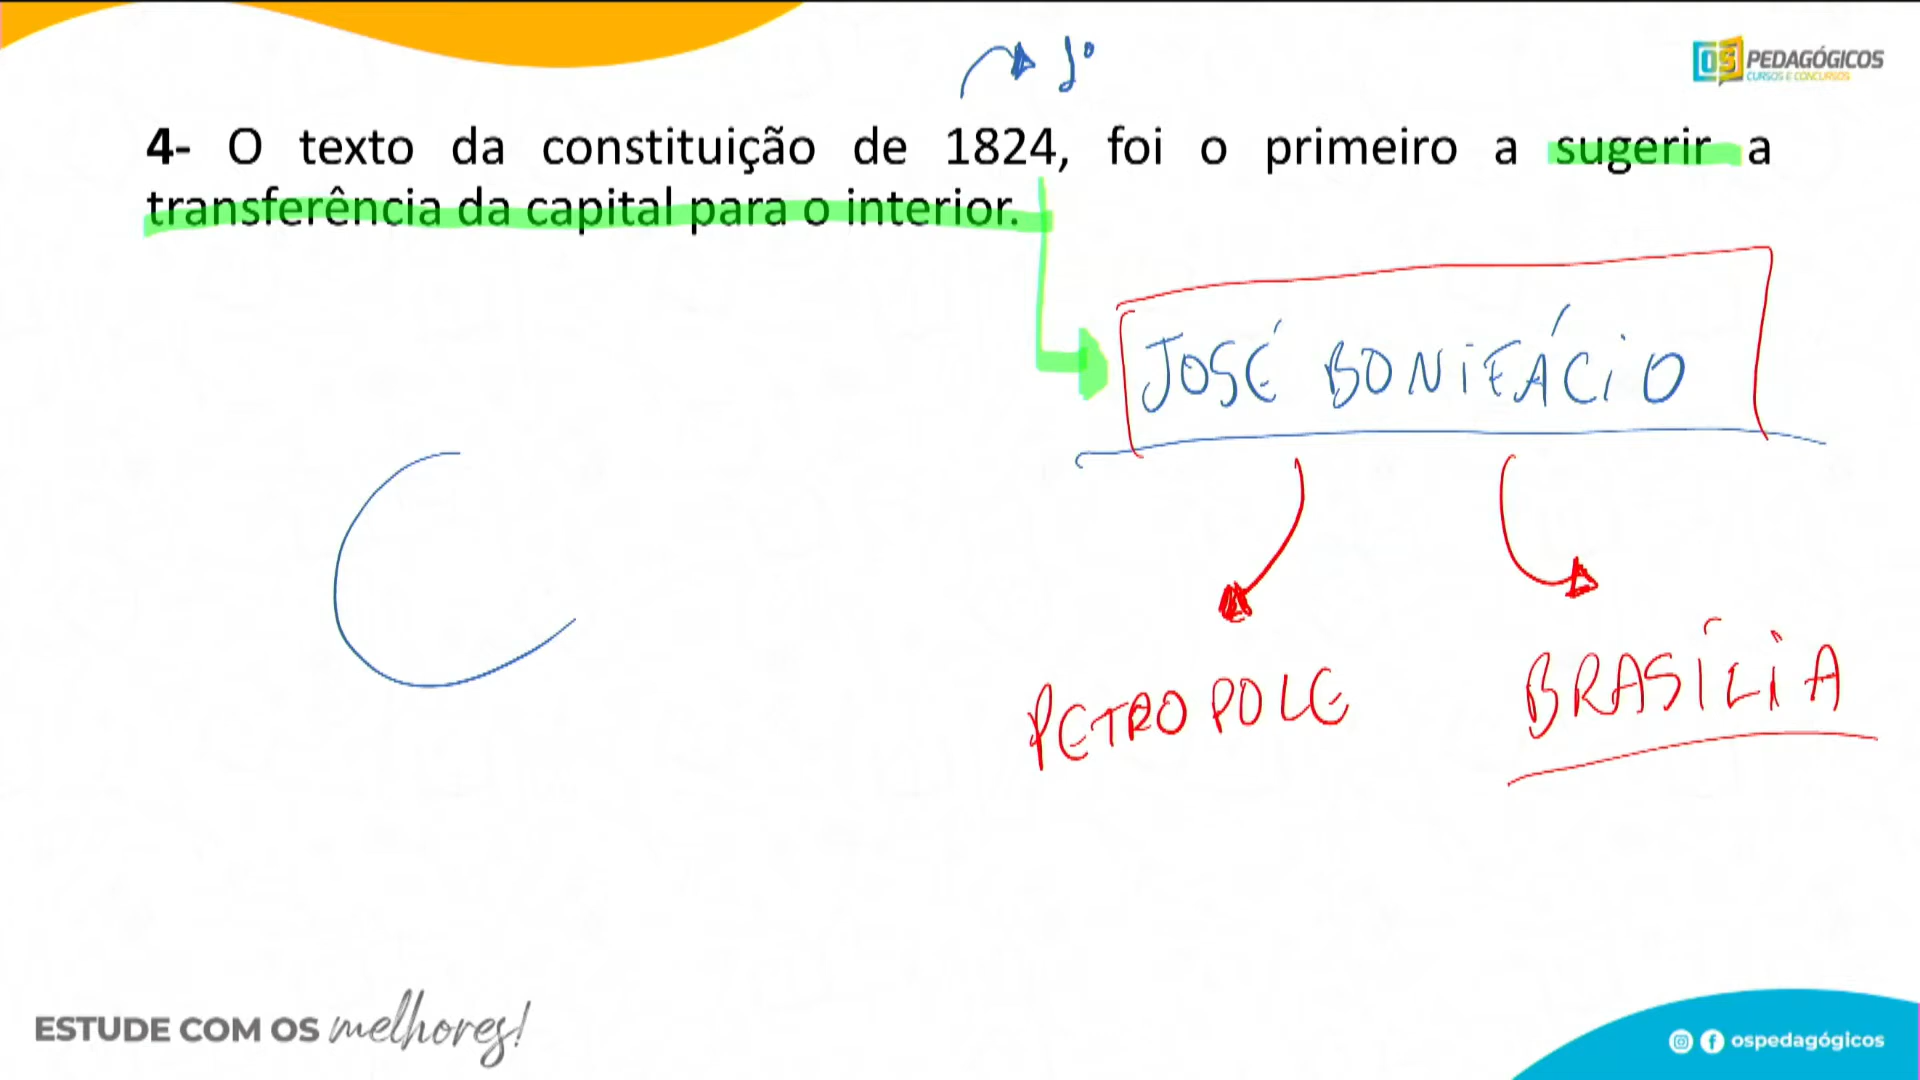 1º
OS PEDAGÓGICOS
CURSOS E CONCURSOS
4- O texto da constituição de 1824, foi o primeiro a sugerir a
transferência da capital para o interior.
JOSÉ BONIFÁCIO
PETROPOLE
BRASÍLIA
ESTUDE COM OS melhores!
ospedagógicos